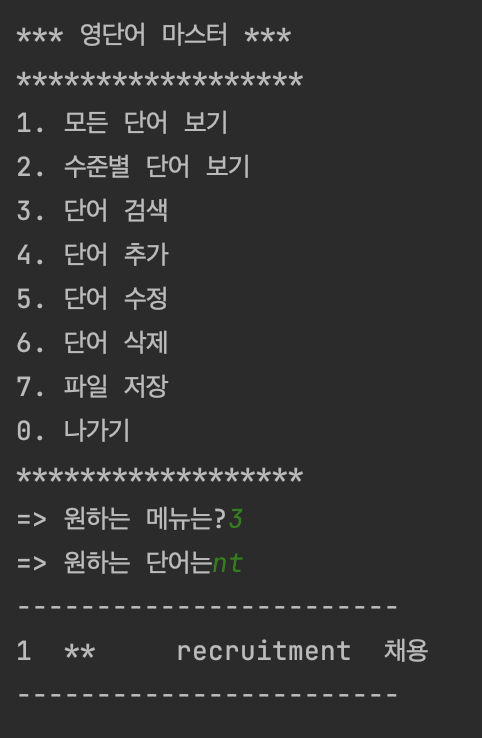 *** 영단어 마스터 ***
******************
1. 모든 단어 보기
2. 수준별 단어 보기
3. 단어 검색
4. 단어 추가
5. 단어 수정
6. 단어 삭제
7. 파일 저장
0. 나가기
******************
=> 원하는 메뉴는?3
=> 원하는 단어는nt
------------------------
1  **     recruitment  채용
------------------------